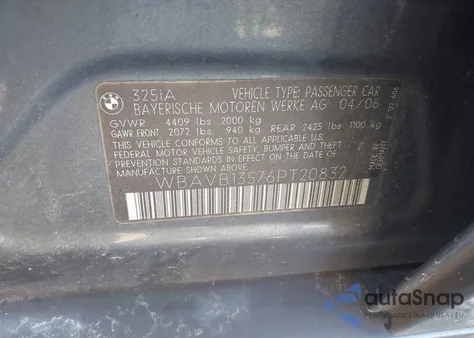 325iA VEHICLE TYPE: PASSENGER CAR
BAYERISCHE MOTOREN WERKE AG 04/06
GVWR 4409 lbs 2000 kg
GAWR FRONT 2072 lbs 940 kg REAR 2425 lbs 1100 kg
THIS VEHICLE CONFORMS TO ALL APPLICABLE
FEDERAL MOTOR VEHICLE SAFETY, BUMPER,
AND THEFT PREVENTION STANDARDS IN EFFECT ON THE DATE OF
MANUFACTURE SHOWN ABOVE.
WBAVB13576PT20832
autoSnap